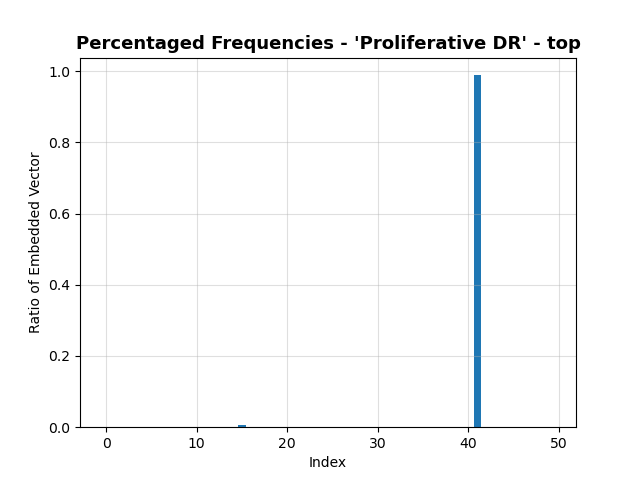 Percentaged Frequencies - 'Proliferative DR' - top
1.0
0.8
0.6
0.4
0.2
0.0
Ratio of Embedded Vector
0 10 20 30 40 50
Index